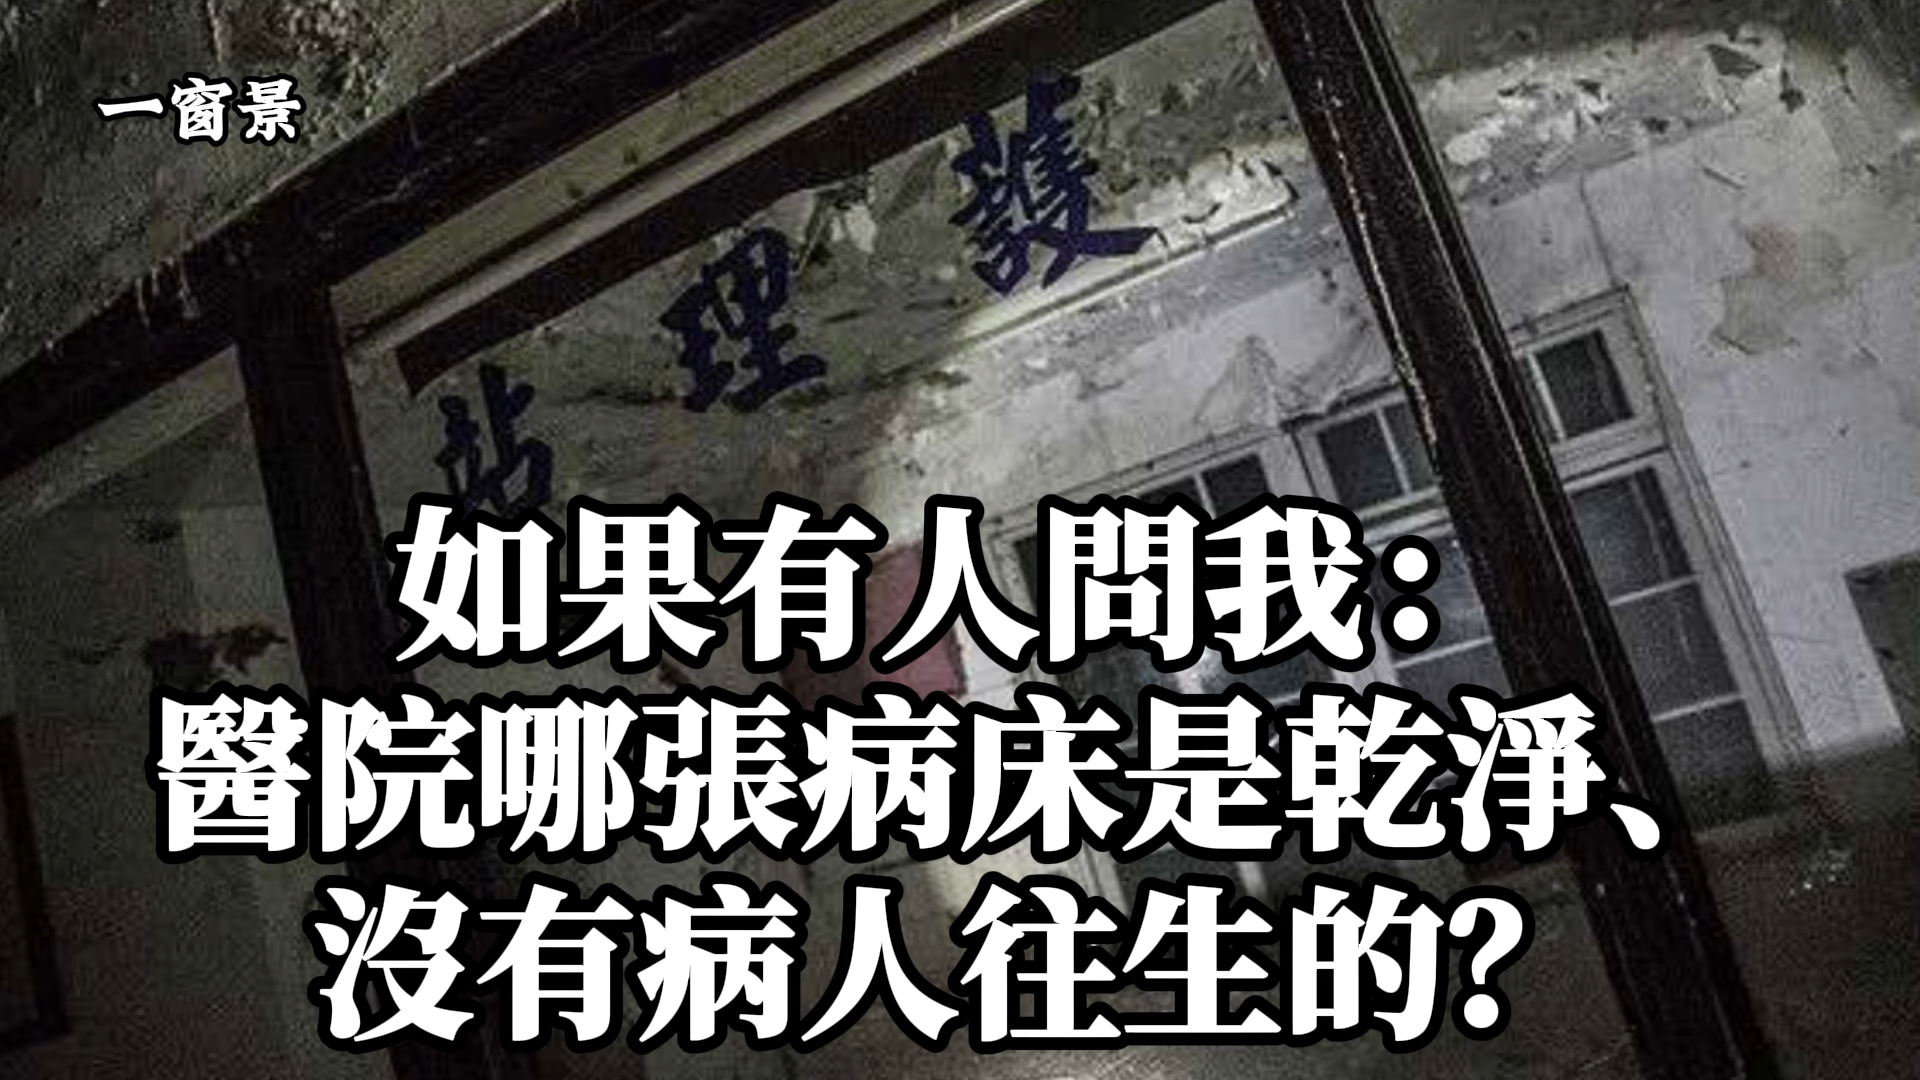 一窗景
護理站
如果有人問我：
醫院哪張病床是乾淨、
沒有病人往生的？